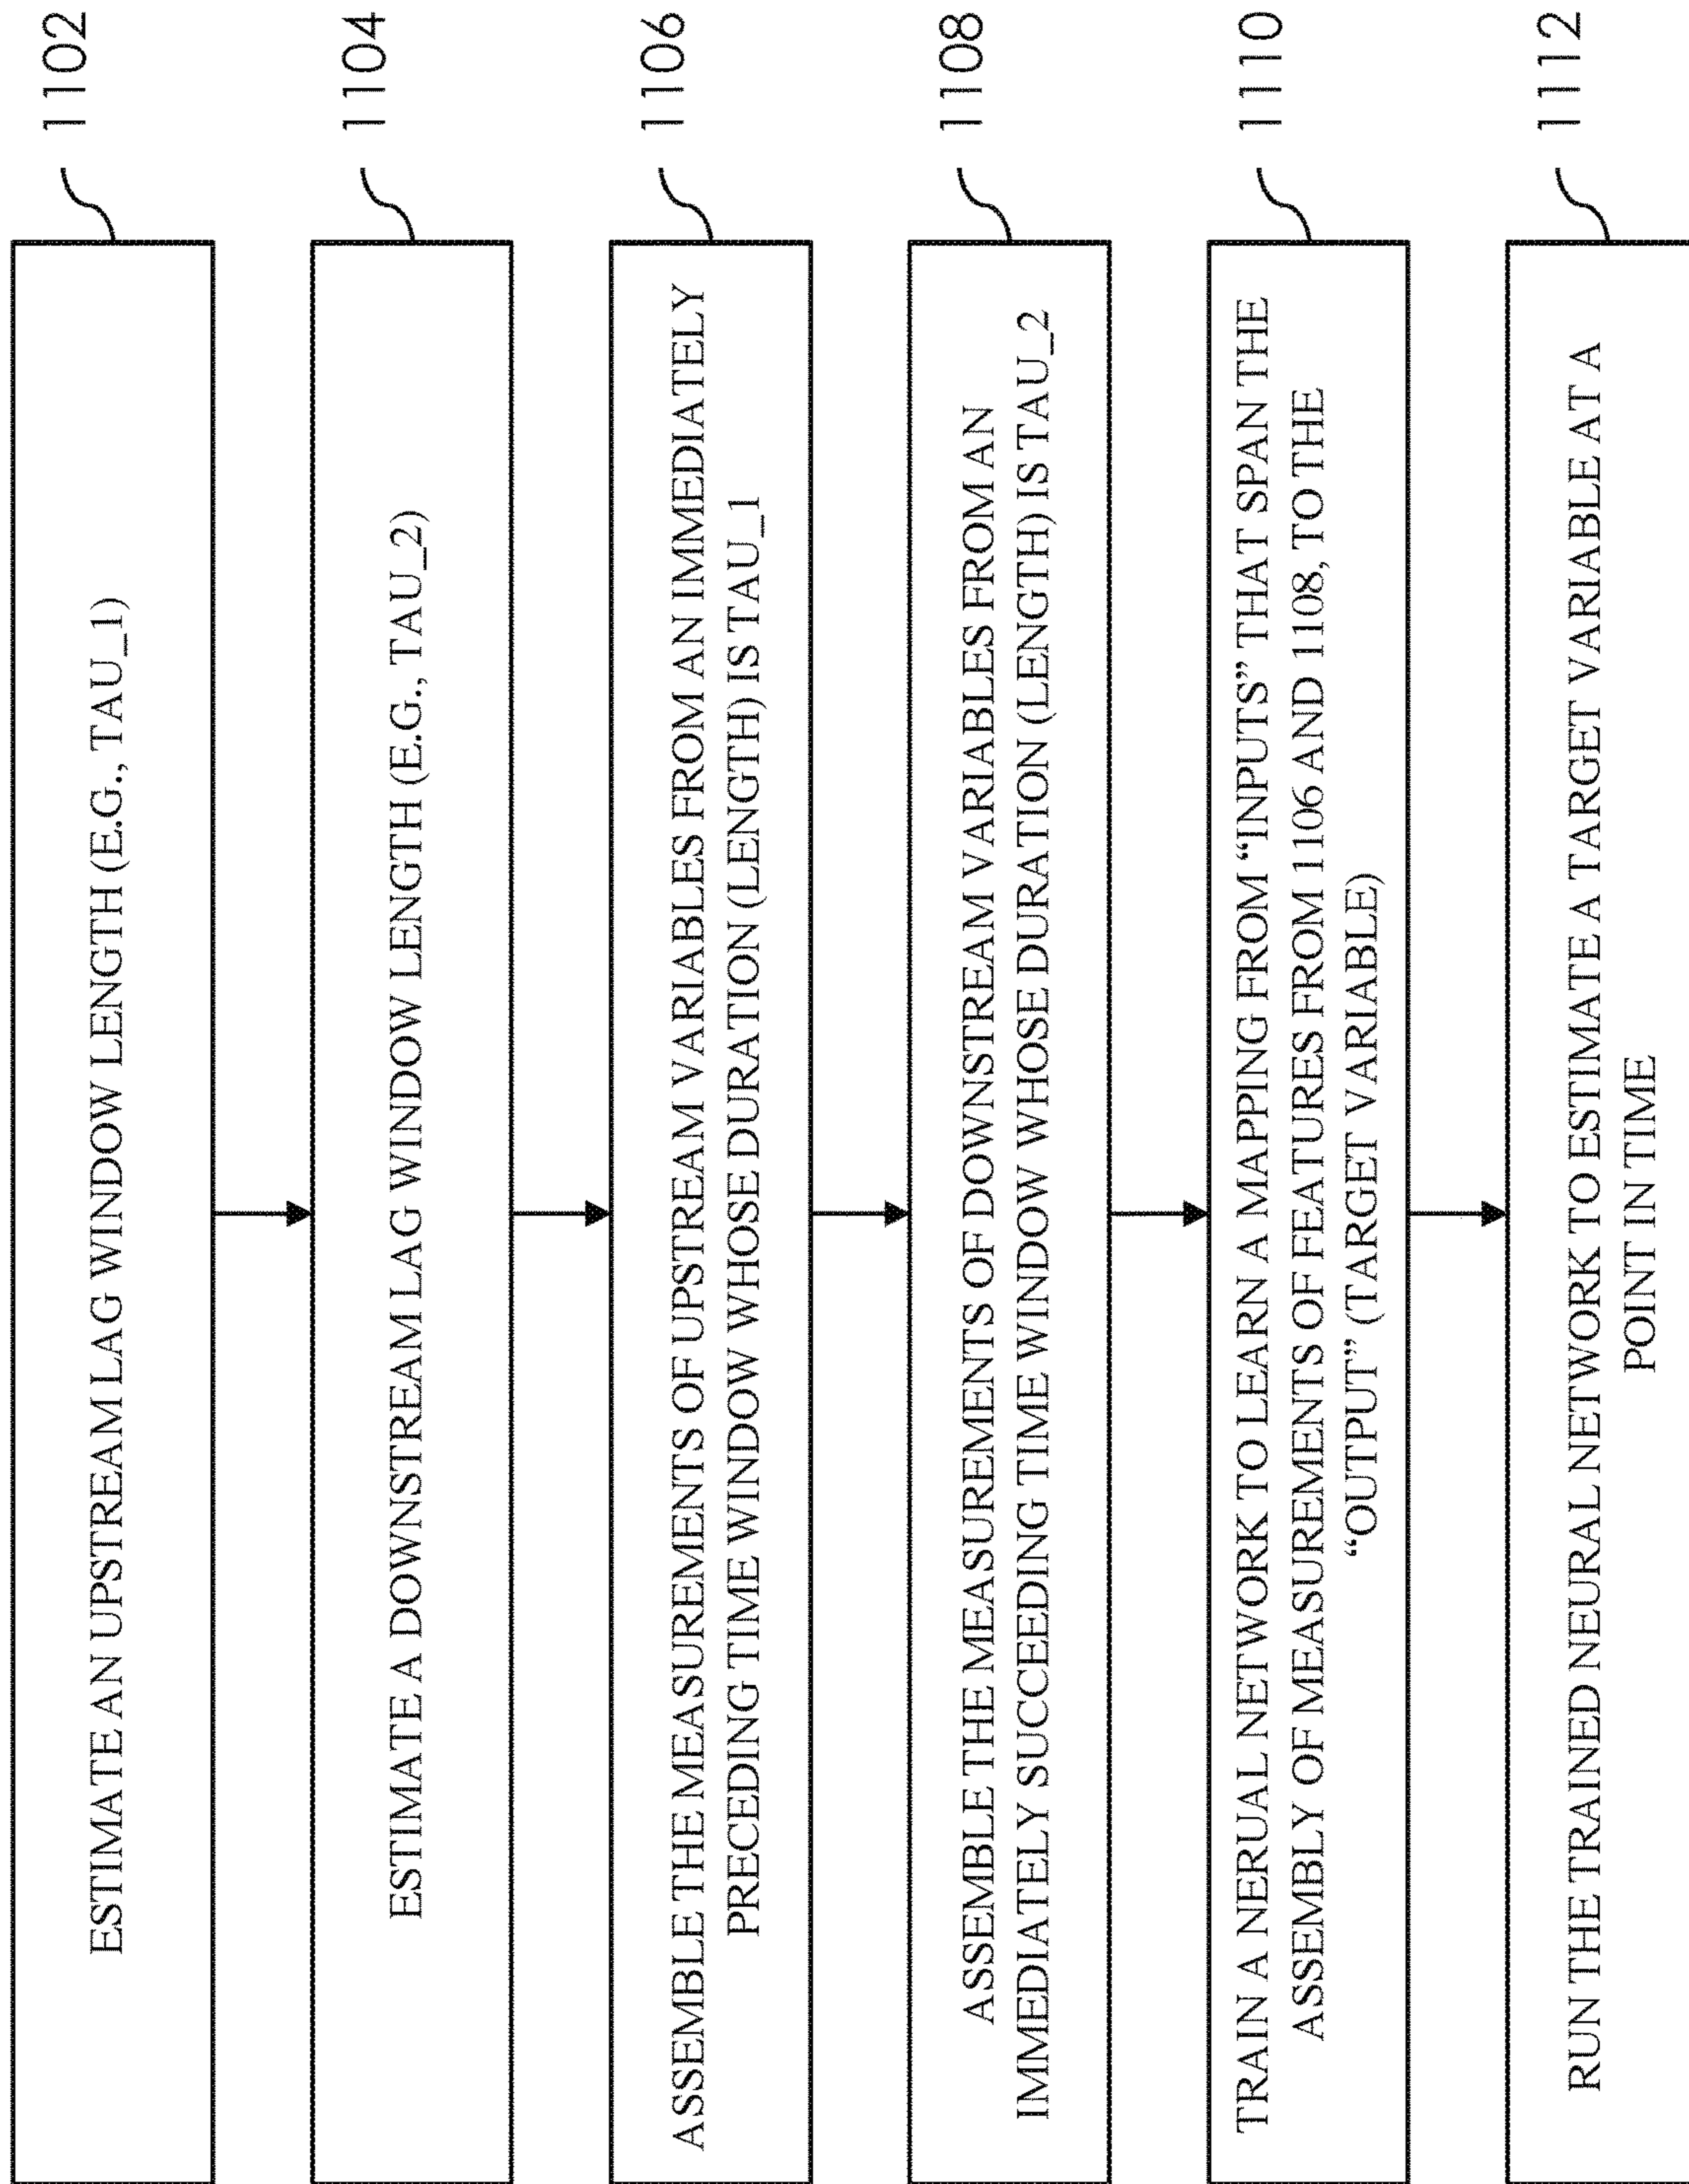 1102
ESTIMATE AN UPSTREAM LAG WINDOW LENGTH (E.G., TAU_1)
1104
ESTIMATE A DOWNSTREAM LAG WINDOW LENGTH (E.G., TAU_2)
1106
ASSEMBLE THE MEASUREMENTS OF UPSTREAM VARIABLES FROM AN IMMEDIATELY
PRECEDING TIME WINDOW WHOSE DURATION (LENGTH) IS TAU_1
1108
ASSEMBLE THE MEASUREMENTS OF DOWNSTREAM VARIABLES FROM AN
IMMEDIATELY SUCCEEDING TIME WINDOW WHOSE DURATION (LENGTH) IS TAU_2
1110
TRAIN A NERUAL NETWORK TO LEARN A MAPPING FROM “INPUTS” THAT SPAN THE
ASSEMBLY OF MEASUREMENTS OF FEATURES FROM 1106 AND 1108, TO THE
“OUTPUT” (TARGET VARIABLE)
1112
RUN THE TRAINED NEURAL NETWORK TO ESTIMATE A TARGET VARIABLE AT A
POINT IN TIME